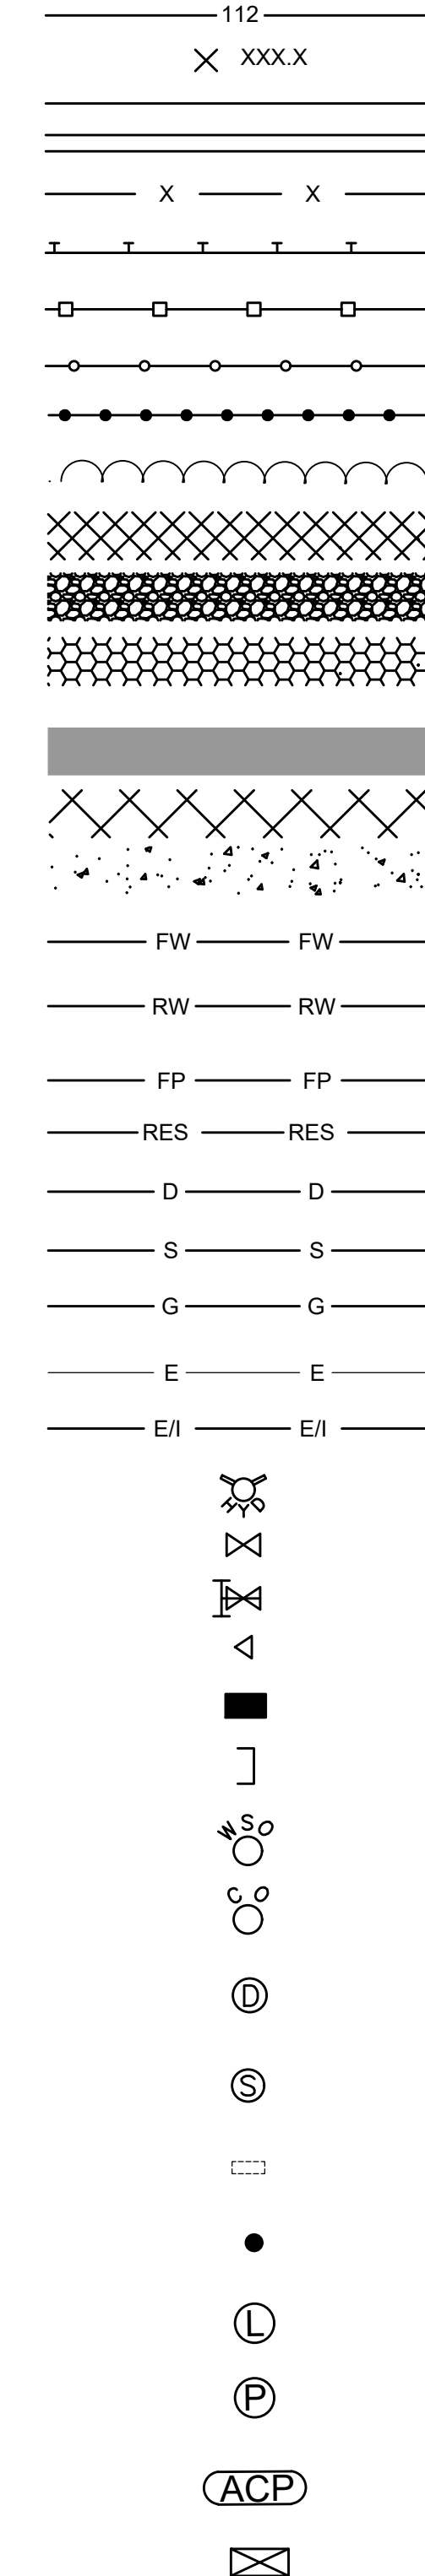 112
XXX.X
X X
T T T T T
FW FW
RW RW
FP FP
RES RES
D D
S S
G G
E E
E/I E/I
HYD
WSO
CO
D
S
L
P
ACP